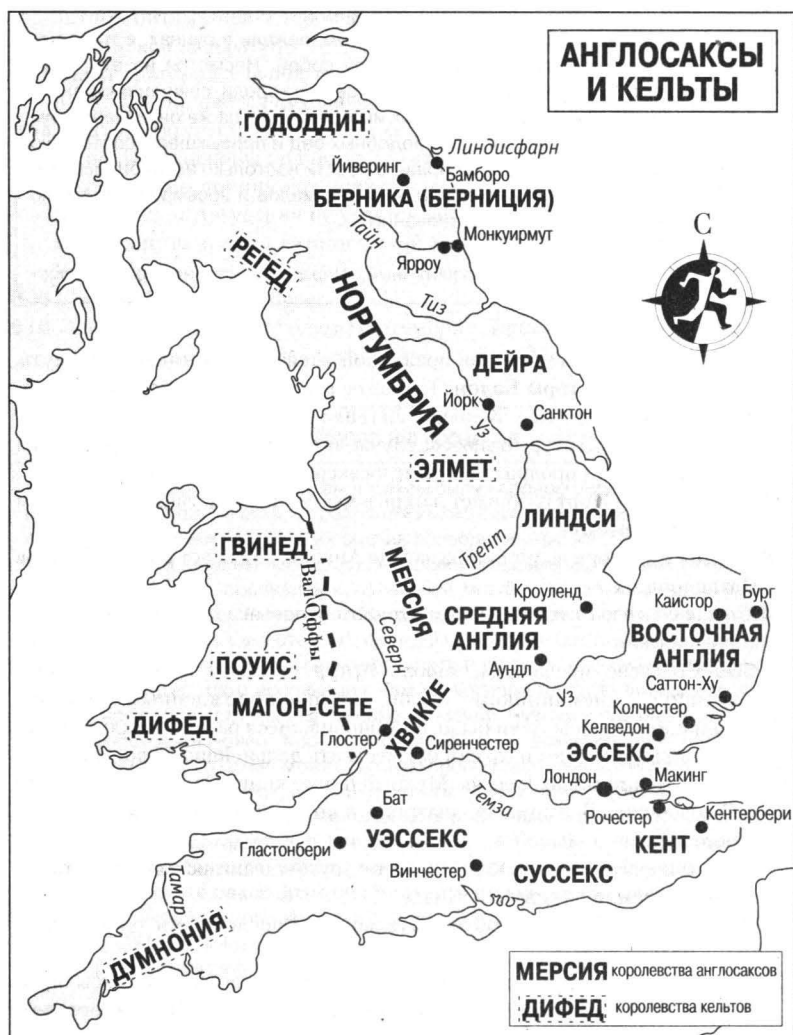 АНГЛОСАКСЫ
И КЕЛЬТЫ
ГОДОДДИН
Линдисфарн
Йиверинг
Бамборо
БЕРНИКА (БЕРНИЦИЯ)
С
Тайн
Монкуирмут
Ярроу
РЕГЕД
Тиз
НОРТУМБРИЯ
ДЕЙРА
Йорк
Уз
Санктон
ЭЛМЕТ
ЛИНДСИ
Трент
ГВИНЕД
Вал Оффы
МЕРСИЯ
Северн
Кроуленд
Каистор
Бург
СРЕДНЯЯ
АНГЛИЯ
ВОСТОЧНАЯ
АНГЛИЯ
ПОУИС
Аундл
Саттон-Ху
Уз
МАГОН-СЕТЕ
Колчестер
ДИФЕД
ХВИККЕ
Келведон
Глостер
Сиренчестер
ЭССЕКС
Лондон
Макинг
Темза
Бат
Рочестер
Кентербери
УЭССЕКС
КЕНТ
Гластонбери
Винчестер
СУССЕКС
Тамар
ДУМНОНИЯ
МЕРСИЯ королевства англосаксов
ДИФЕД королевства кельтов